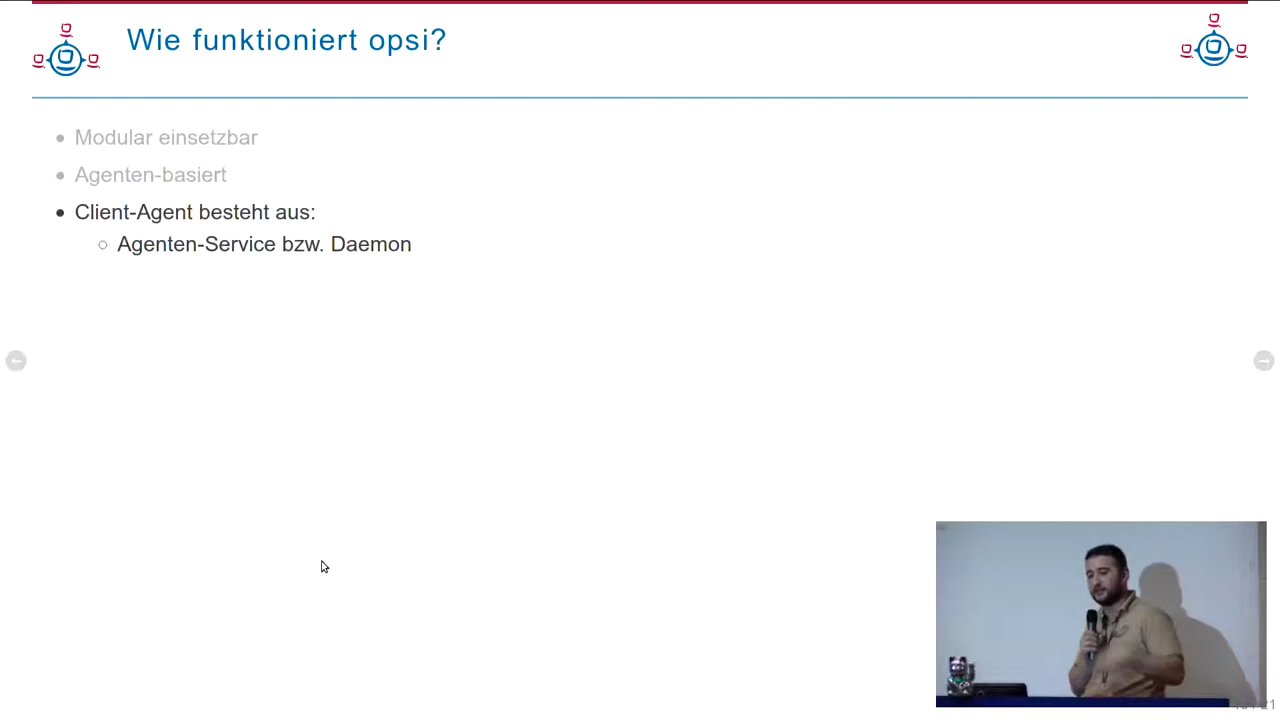 Wie funktioniert opsi?
Modular einsetzbar
Agenten-basiert
Client-Agent besteht aus:
Agenten-Service bzw. Daemon